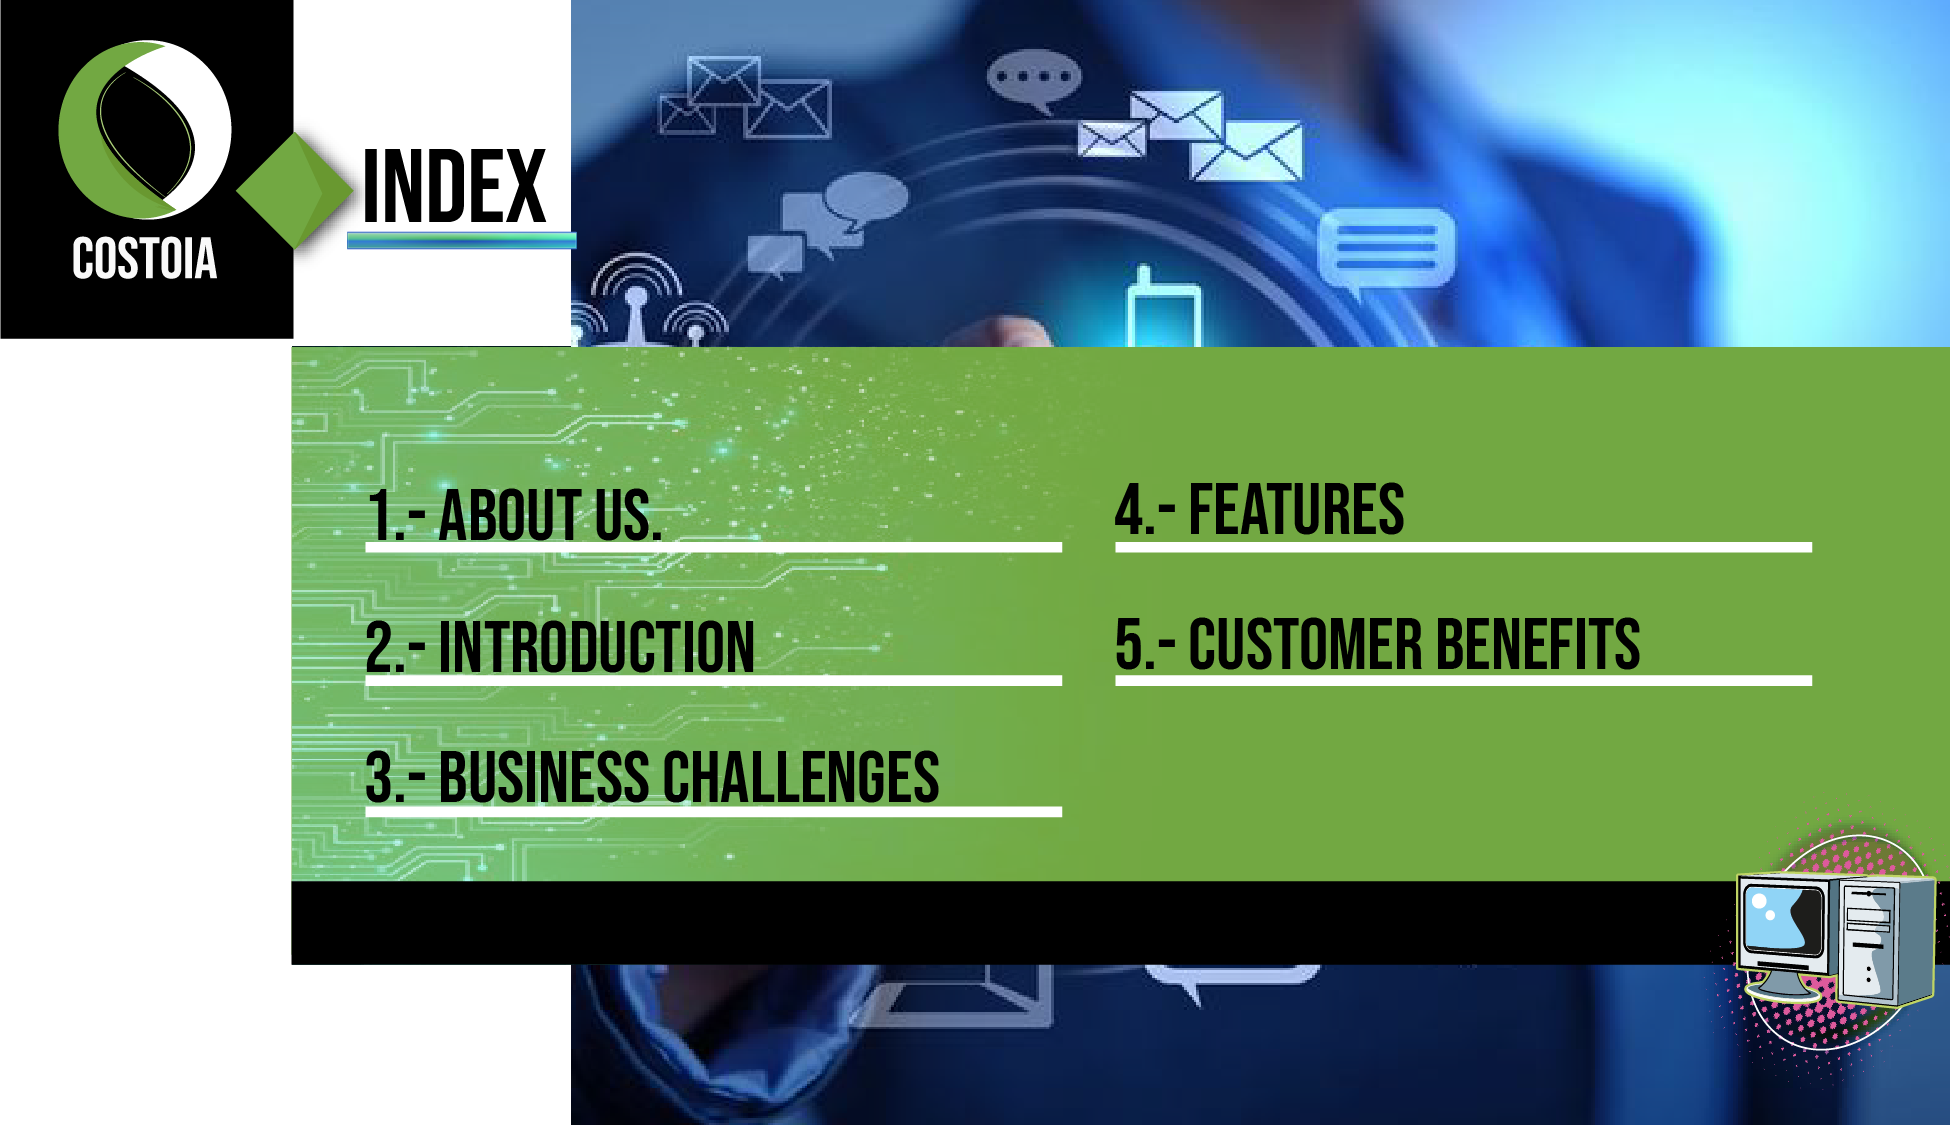 COSTOIA
INDEX
1.- ABOUT US.
2.- INTRODUCTION
3.- BUSINESS CHALLENGES
4.- FEATURES
5.- CUSTOMER BENEFITS